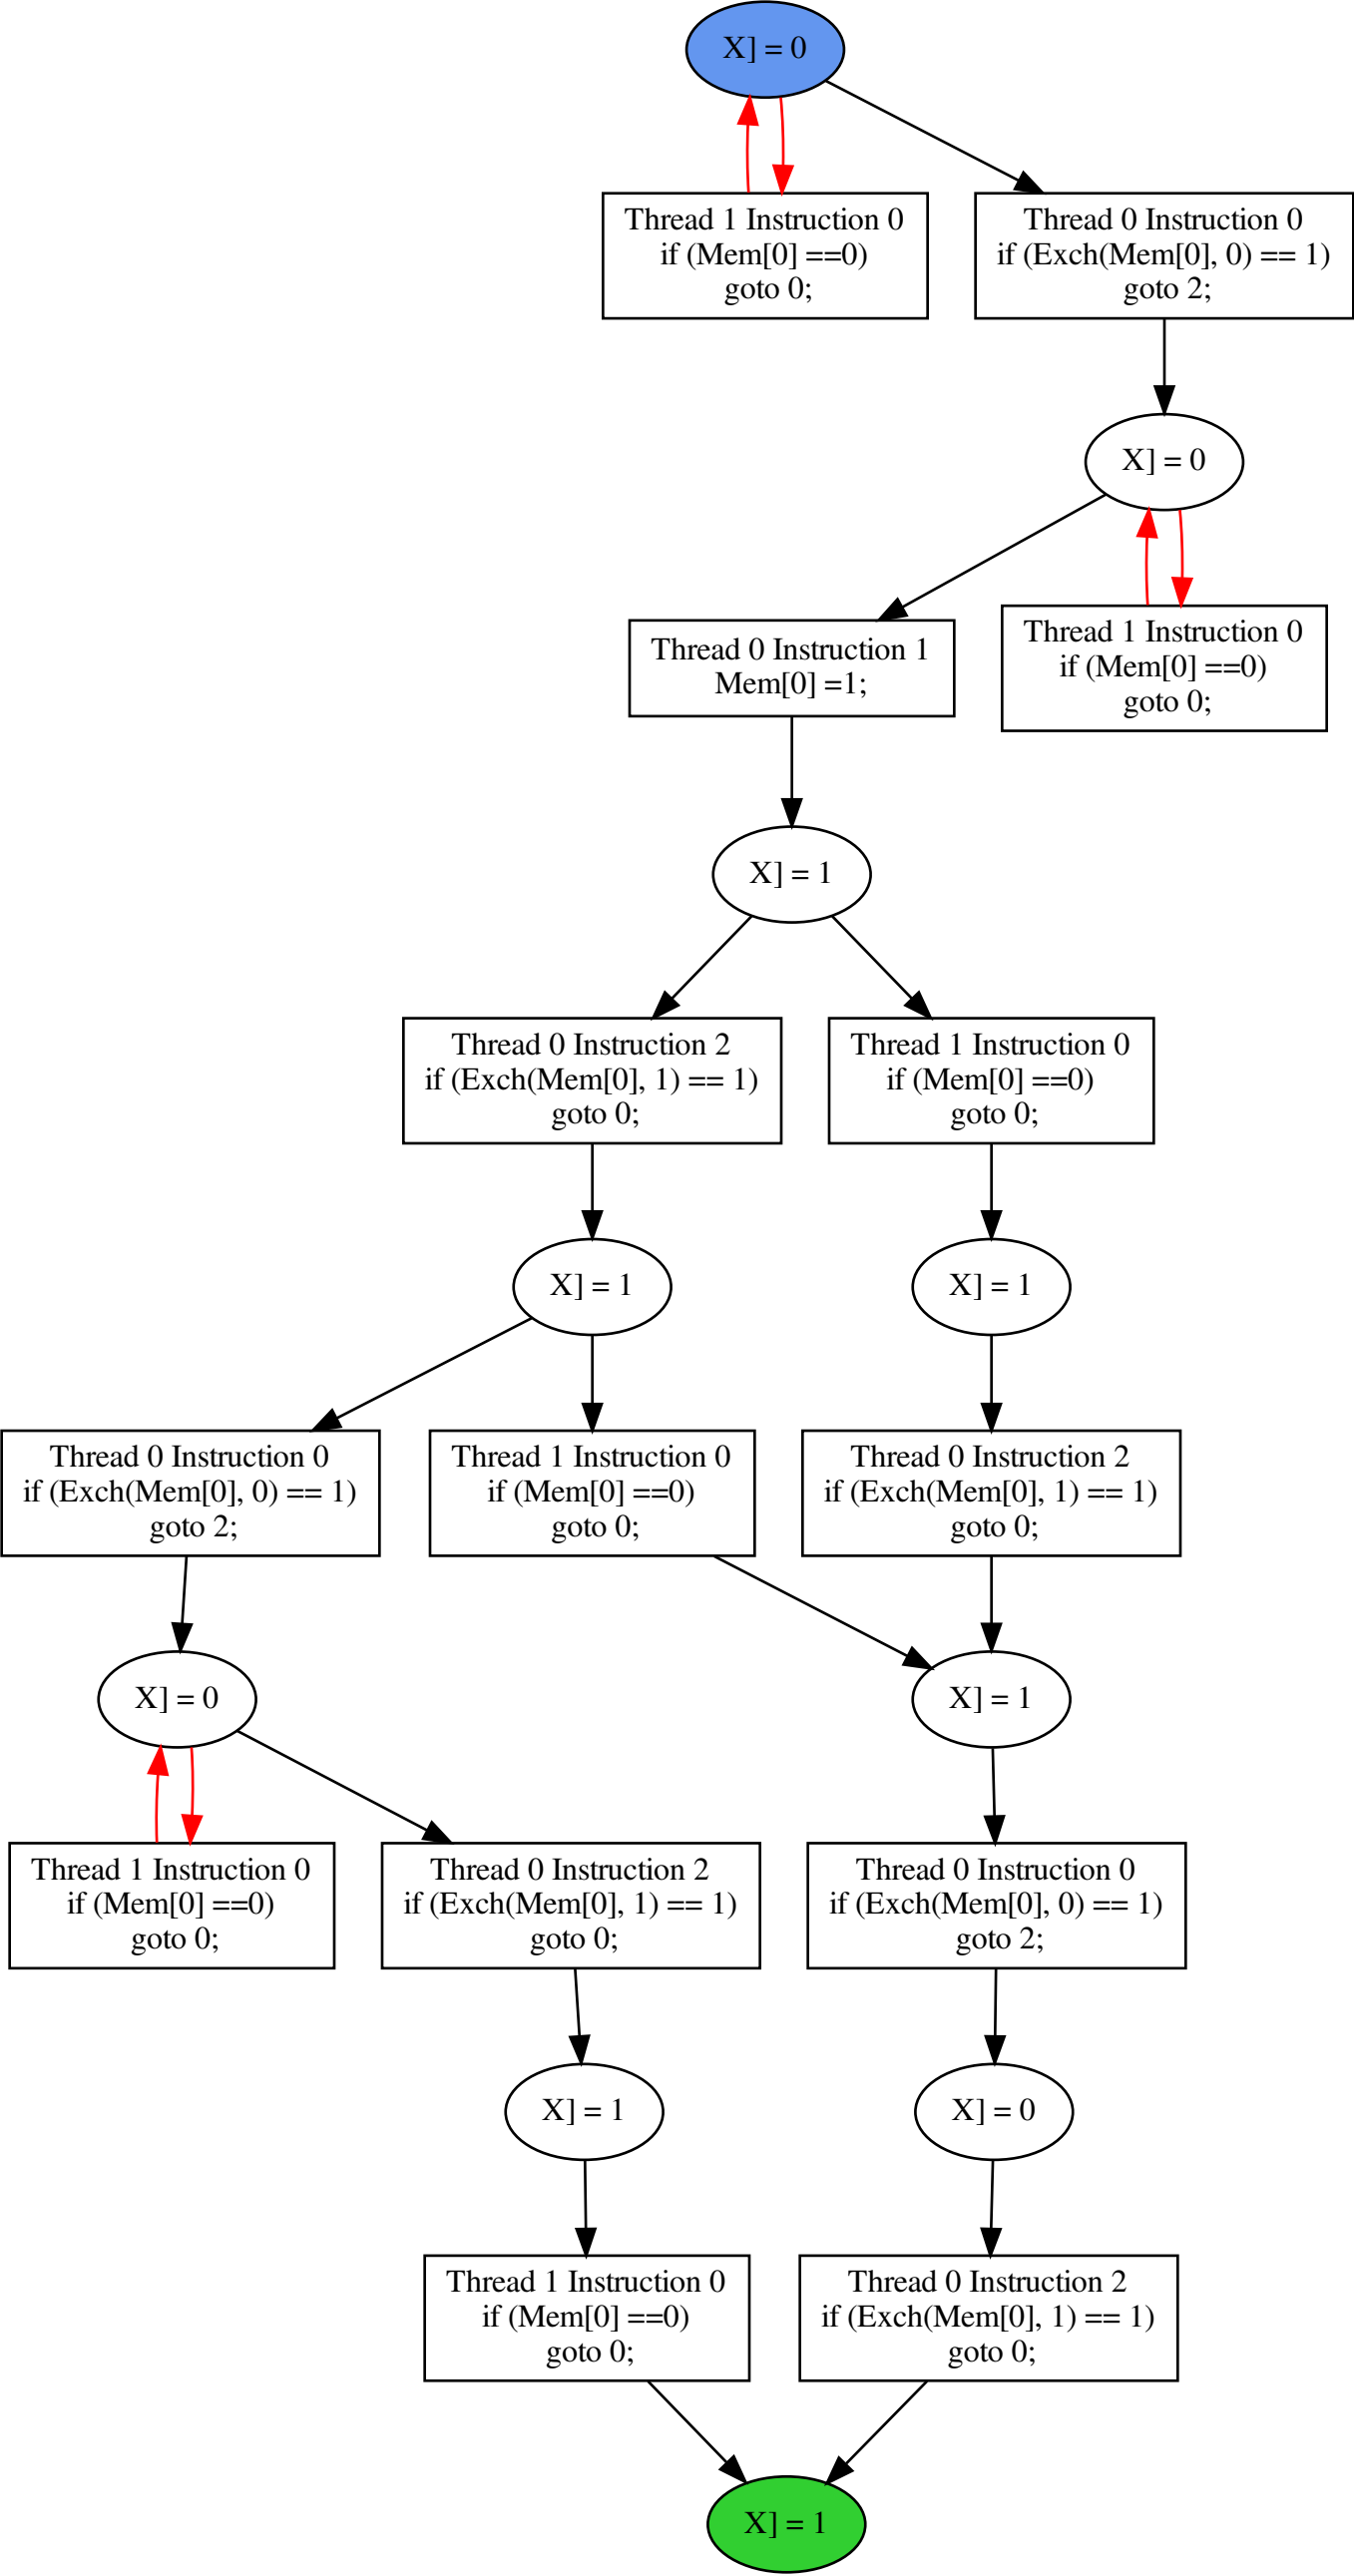 X] = 0
Thread 1 Instruction 0
if (Mem[0] ==0)
goto 0;
Thread 0 Instruction 0
if (Exch(Mem[0], 0) == 1)
goto 2;
X] = 0
Thread 0 Instruction 1
Mem[0] =1;
Thread 1 Instruction 0
if (Mem[0] ==0)
goto 0;
X] = 1
Thread 0 Instruction 2
if (Exch(Mem[0], 1) == 1)
goto 0;
Thread 1 Instruction 0
if (Mem[0] ==0)
goto 0;
X] = 1
X] = 1
Thread 0 Instruction 0
if (Exch(Mem[0], 0) == 1)
goto 2;
Thread 1 Instruction 0
if (Mem[0] ==0)
goto 0;
Thread 0 Instruction 2
if (Exch(Mem[0], 1) == 1)
goto 0;
X] = 0
X] = 1
Thread 1 Instruction 0
if (Mem[0] ==0)
goto 0;
Thread 0 Instruction 2
if (Exch(Mem[0], 1) == 1)
goto 0;
Thread 0 Instruction 0
if (Exch(Mem[0], 0) == 1)
goto 2;
X] = 1
X] = 0
Thread 1 Instruction 0
if (Mem[0] ==0)
goto 0;
Thread 0 Instruction 2
if (Exch(Mem[0], 1) == 1)
goto 0;
X] = 1